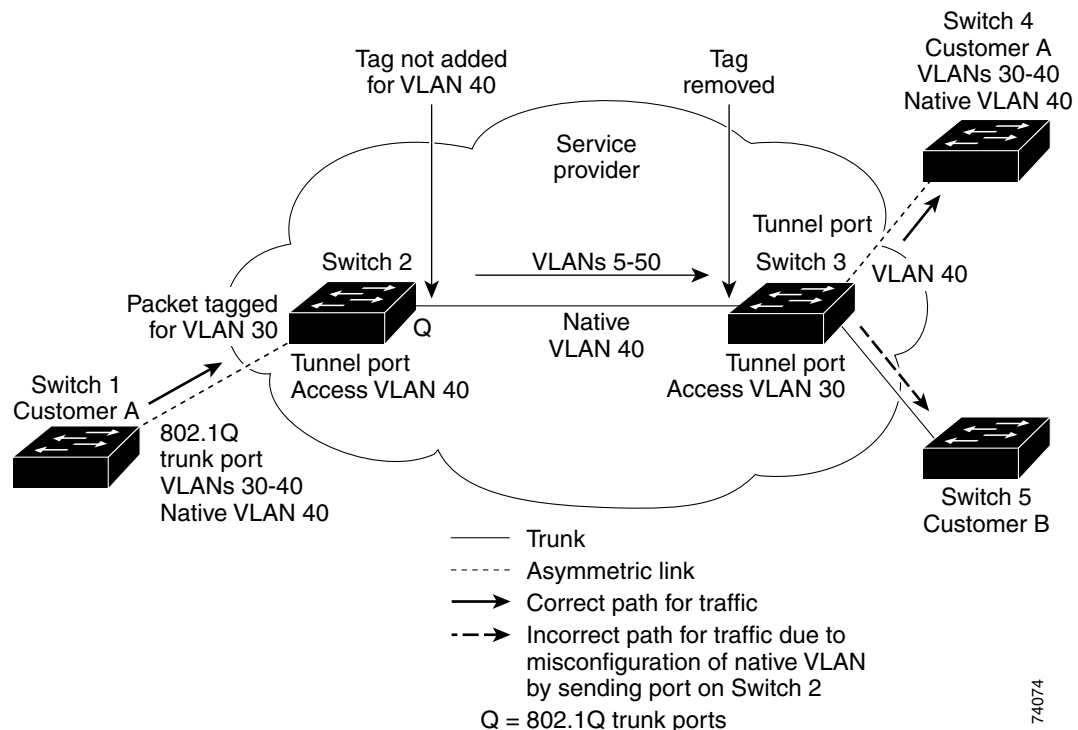 Switch 4
Customer A
VLANs 30-40
Native VLAN 40
Tag not added
for VLAN 40
Tag
removed
Service
provider
Tunnel port
Switch 2
VLANs 5-50
Switch 3
VLAN 40
Packet tagged
for VLAN 30
Q
Native
VLAN 40
Tunnel port
Access VLAN 40
Tunnel port
Access VLAN 30
Switch 1
Customer A
802.1Q
trunk port
VLANs 30-40
Native VLAN 40
Switch 5
Customer B
Trunk
Asymmetric link
Correct path for traffic
Incorrect path for traffic due to
misconfiguration of native VLAN
by sending port on Switch 2
Q = 802.1Q trunk ports
74074